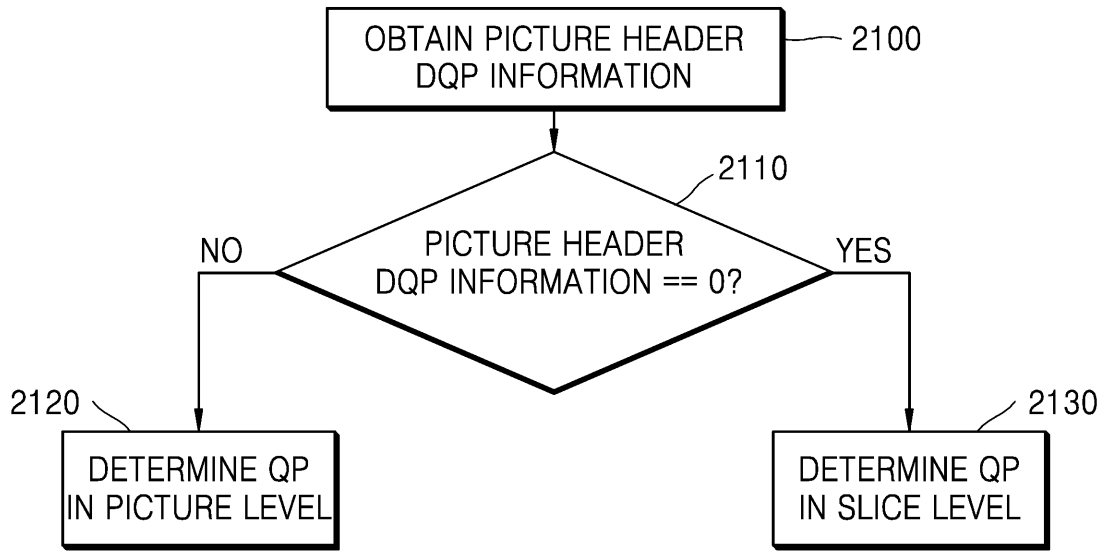 OBTAIN PICTURE HEADER
DQP INFORMATION
2100
2110
PICTURE HEADER
DQP INFORMATION == 0?
NO
YES
2120
DETERMINE QP
IN PICTURE LEVEL
2130
DETERMINE QP
IN SLICE LEVEL